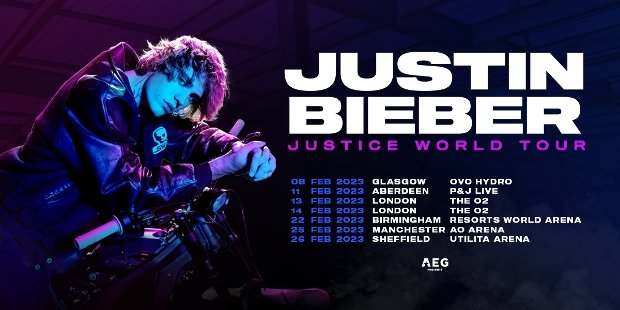 JUSTIN
BIEBER
JUSTICE WORLD TOUR
08 FEB 2023 GLASGOW OVO HYDRO
11 FEB 2023 ABERDEEN P&J LIVE
13 FEB 2023 LONDON THE O2
14 FEB 2023 LONDON THE O2
22 FEB 2023 BIRMINGHAM RESORTS WORLD ARENA
25 FEB 2023 MANCHESTER AO ARENA
26 FEB 2023 SHEFFIELD UTILITA ARENA
AEG
PRESENTS